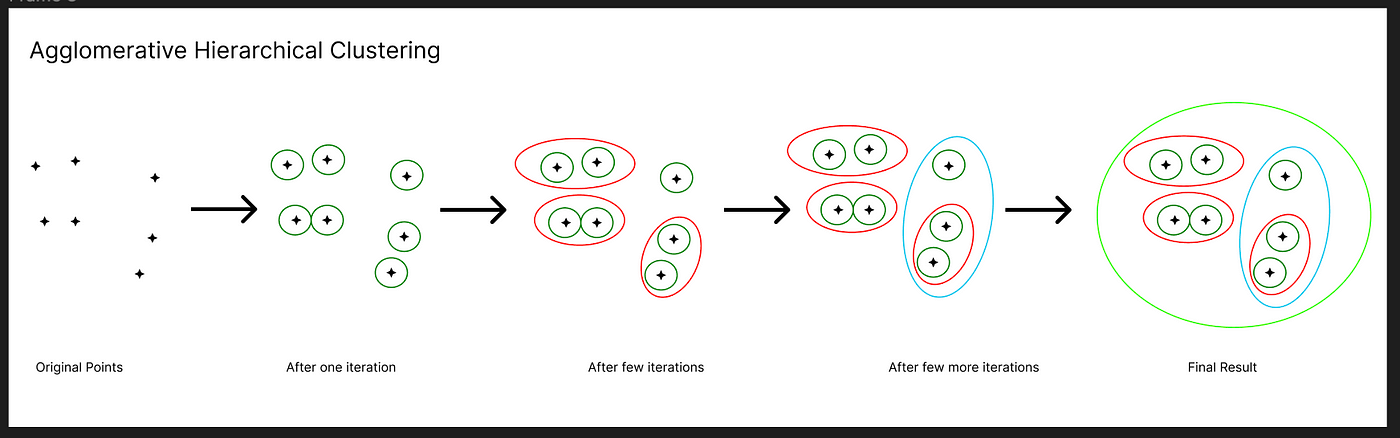 Agglomerative Hierarchical Clustering
Original Points
After one iteration
After few iterations
After few more iterations
Final Result